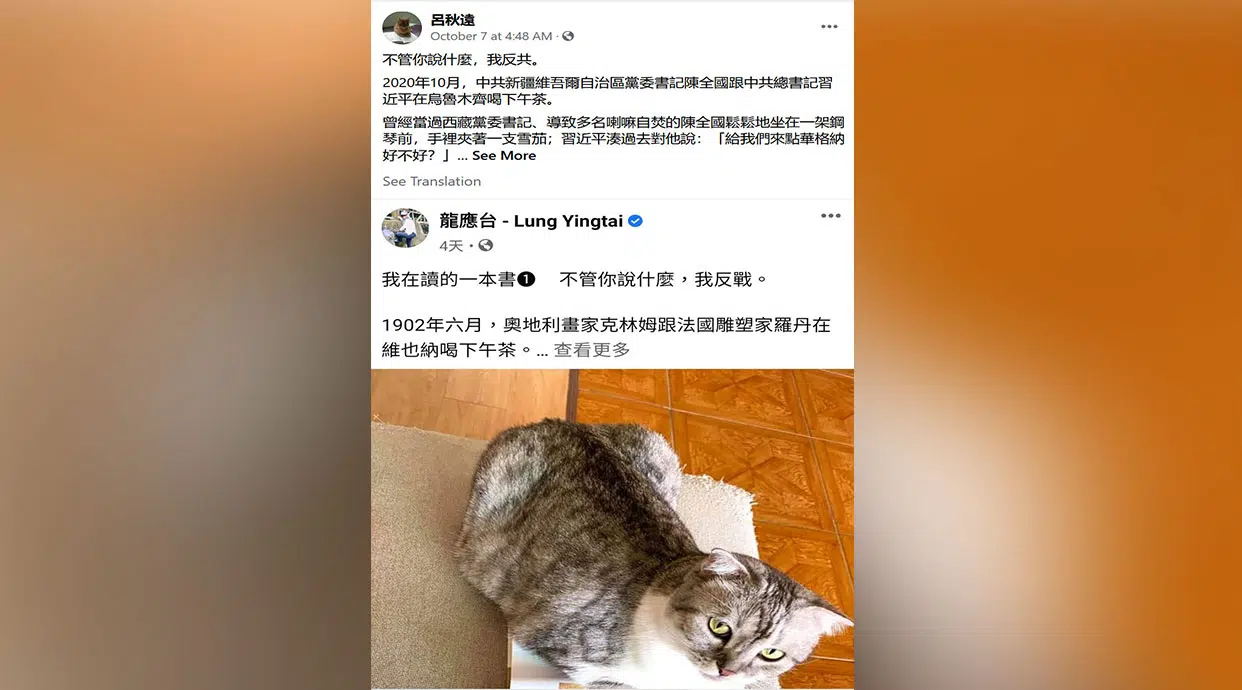 呂秋遠
October 7 at 4:48 AM ·
不管你說什麼，我反共。
2020年10月，中共新疆維吾爾自治區黨委書記陳全國跟中共總書記習
近平在烏魯木齊喝下午茶。
曾經當過西藏黨委書記、導致多名喇嘛自焚的陳全國鬆鬆地坐在一架鋼
琴前，手裡夾著一支雪茄；習近平湊過去對他說：「給我們來點華格納
好不好？」... See More
See Translation
龍應台 - Lung Yingtai
4天 ·
我在讀的一本書❶ 不管你說什麼，我反戰。
1902年六月，奧地利畫家克林姆跟法國雕塑家羅丹在
維也納喝下午茶。... 查看更多